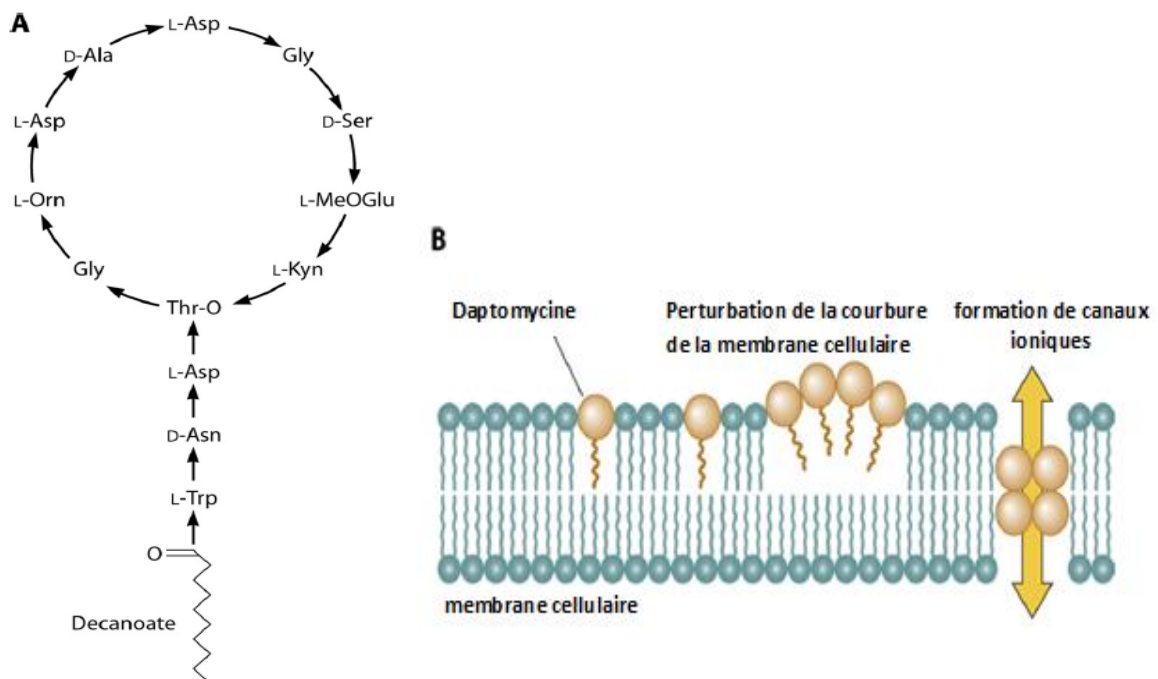 A
L-Asp
D-Ala
Gly
L-Asp
D-Ser
L-Orn
L-MeOGlu
Gly
L-Kyn
Thr-O
L-Asp
D-Asn
L-Trp
O
Decanoate
B
Daptomycine
Perturbation de la courbure
de la membrane cellulaire
formation de canaux
ioniques
membrane cellulaire